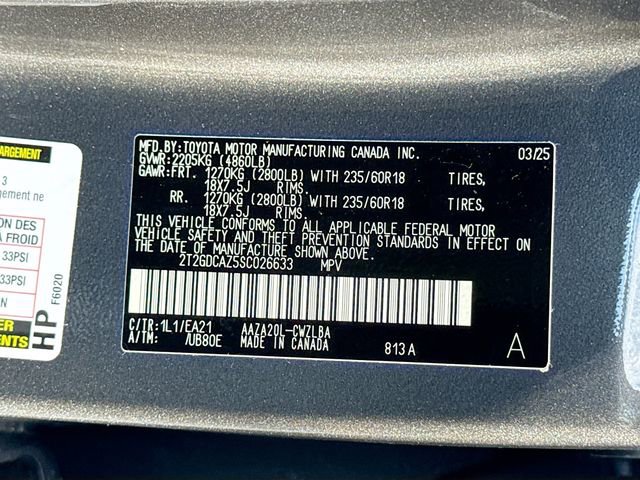 ARGEMENT
3
gement ne
ON DES
A FROID
33PSI
33PSI
N
ER
HP F6020
MFD.BY:TOYOTA MOTOR MANUFACTURING CANADA INC. 03/25
GVWR:2205KG (4860LB)
GAWR:FRT. 1270KG (2800LB) WITH 235/60R18 TIRES,
18X7.5J RIMS.
RR. 1270KG (2800LB) WITH 235/60R18 TIRES,
18X7.5J RIMS.
THIS VEHICLE CONFORMS TO ALL APPLICABLE FEDERAL MOTOR
VEHICLE SAFETY AND THEFT PREVENTION STANDARDS IN EFFECT
ON THE DATE OF MANUFACTURE SHOWN ABOVE.
2T2GDCAZ5SC026633 MPV
C/TR:1L1/EA21 AAZA20L-CWZLBA
A/TM: /UB80E MADE IN CANADA 813A A